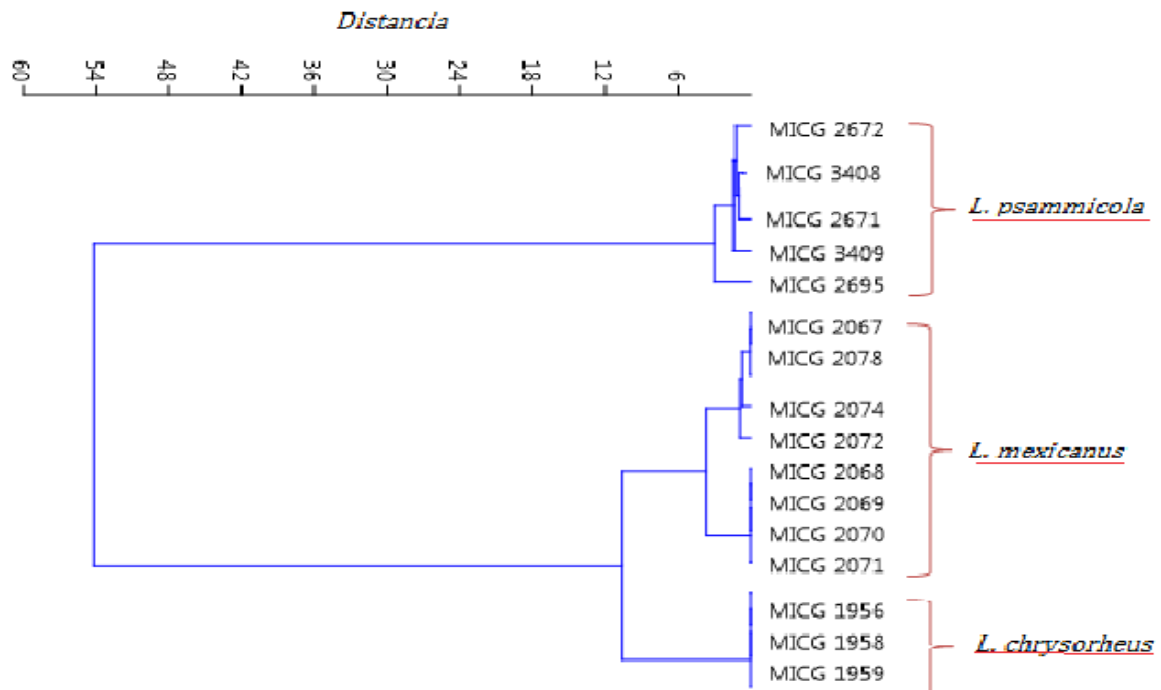 Distancia
60 54 48 42 36 30 24 18 12 6
MICG 2672
MICG 3408
MICG 2671
MICG 3409
MICG 2695
L. psammicola
MICG 2067
MICG 2078
MICG 2074
MICG 2072
MICG 2068
MICG 2069
MICG 2070
MICG 2071
L. mexicanus
MICG 1956
MICG 1958
MICG 1959
L. chrysorheus